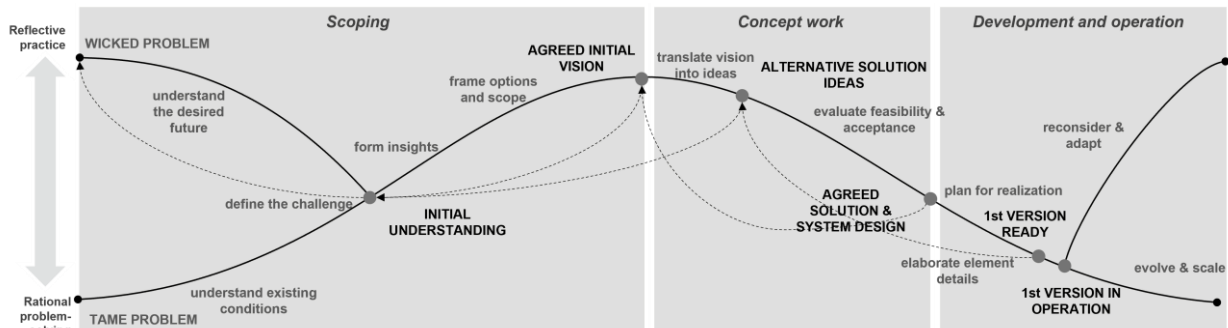 Scoping
Concept work
Development and operation
Reflective
practice
WICKED PROBLEM
understand
the desired
future
AGREED INITIAL
VISION
frame options
and scope
form insights
define the challenge
INITIAL
UNDERSTANDING
understand existing
conditions
Rational
problem-
TAME PROBLEM
translate vision
into ideas
ALTERNATIVE SOLUTION
IDEAS
evaluate feasibility &
acceptance
AGREED
SOLUTION &
SYSTEM DESIGN
plan for realization
1st VERSION
READY
elaborate element
details
1st VERSION IN
OPERATION
reconsider &
adapt
evolve & scale